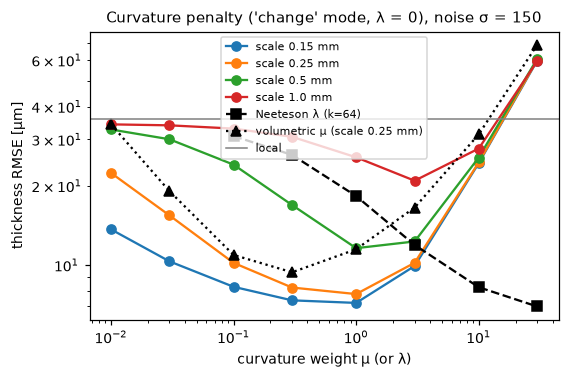 Curvature penalty ('change' mode, λ = 0), noise σ = 150
thickness RMSE [μm]
6 × 10¹
4 × 10¹
3 × 10¹
2 × 10¹
10¹
scale 0.15 mm
scale 0.25 mm
scale 0.5 mm
scale 1.0 mm
Neeteson λ (k=64)
volumetric μ (scale 0.25 mm)
local
10⁻²
10⁻¹
10⁰
10¹
curvature weight μ (or λ)